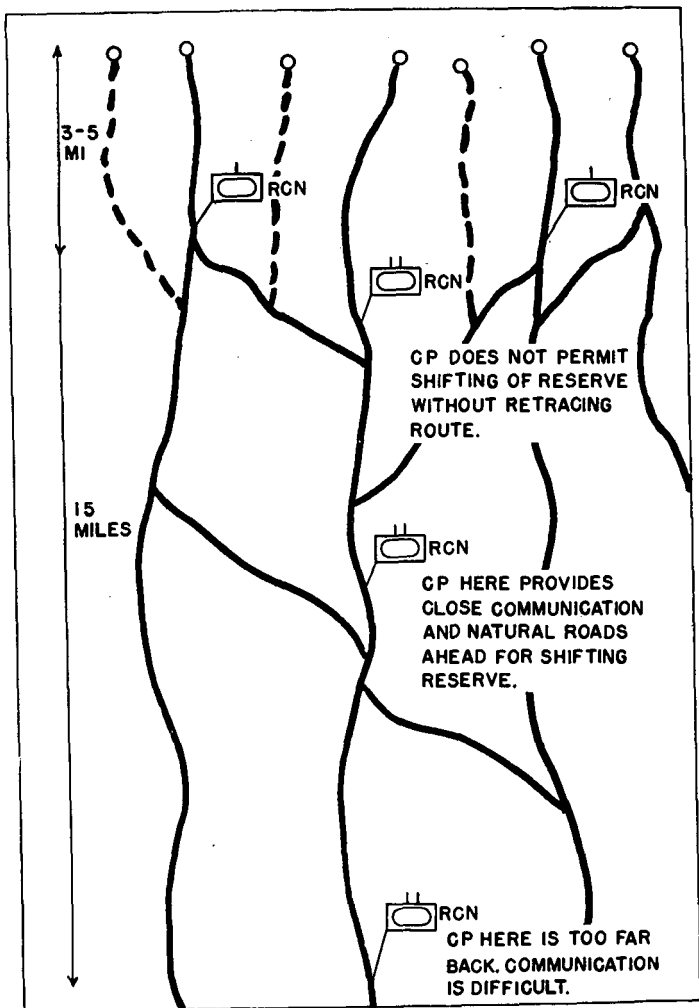 3-5
MI
RCN
RCN
RCN
CP DOES NOT PERMIT
SHIFTING OF RESERVE
WITHOUT RETRACING
ROUTE.
15
MILES
RCN
CP HERE PROVIDES
CLOSE COMMUNICATION
AND NATURAL ROADS
AHEAD FOR SHIFTING
RESERVE.
RCN
CP HERE IS TOO FAR
BACK. COMMUNICATION
IS DIFFICULT.